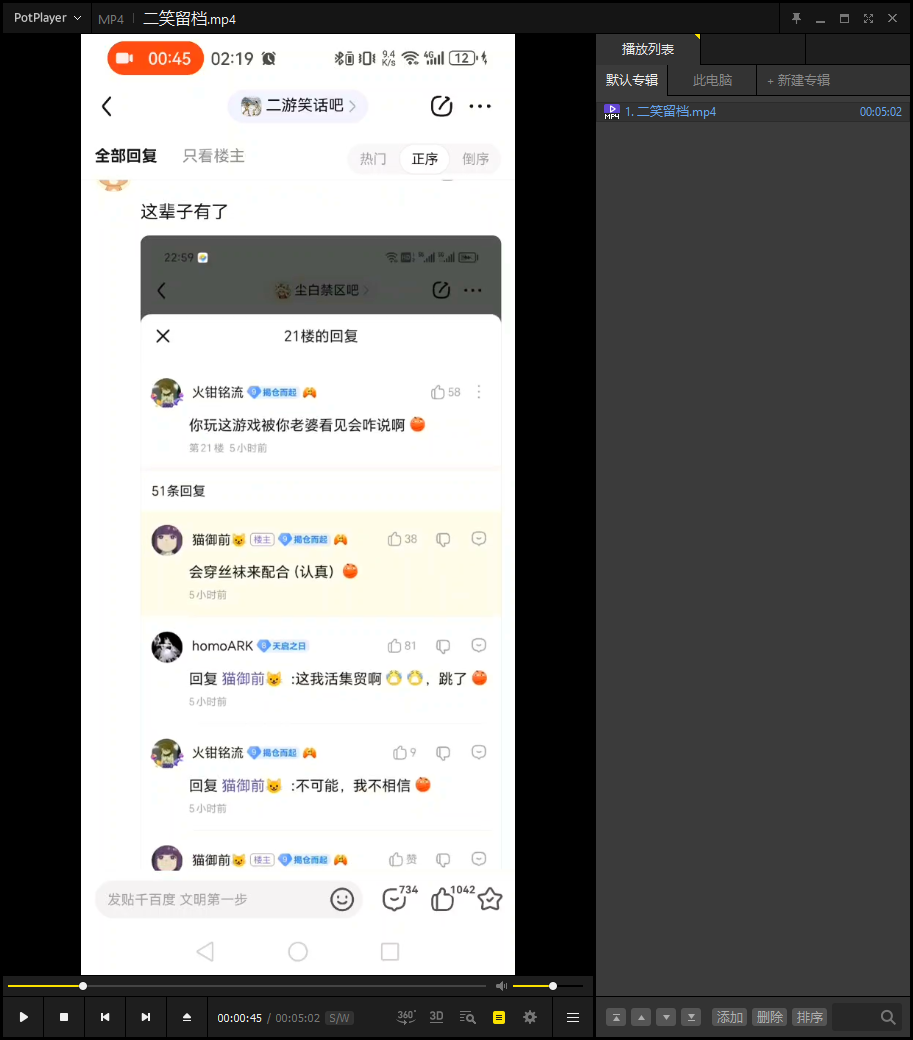 PotPlayer MP4 二笑留档.mp4
播放列表
默认专辑 此电脑 + 新建专辑
1. 二笑留档.mp4 00:05:02
00:45 02:19 9.4 K/s 4G 12
二游笑话吧
全部回复 只看楼主 热门 正序 倒序
这辈子有了
22:59
尘白禁区吧
21楼的回复
火钳铭流 揭仓而起 58
你玩这游戏被你老婆看见会咋说啊
第21楼 5小时前
51条回复
猫御前 楼主 揭仓而起 38
会穿丝袜来配合 (认真)
5小时前
homoARK 天启之日 81
回复 猫御前 :这我活集贸啊 ，跳了
5小时前
火钳铭流 揭仓而起 9
回复 猫御前 :不可能，我不相信
5小时前
猫御前 楼主 揭仓而起 赞
发贴千百度 文明第一步 734 1042
00:00:45 / 00:05:02 S/W 360° 3D
添加 删除 排序